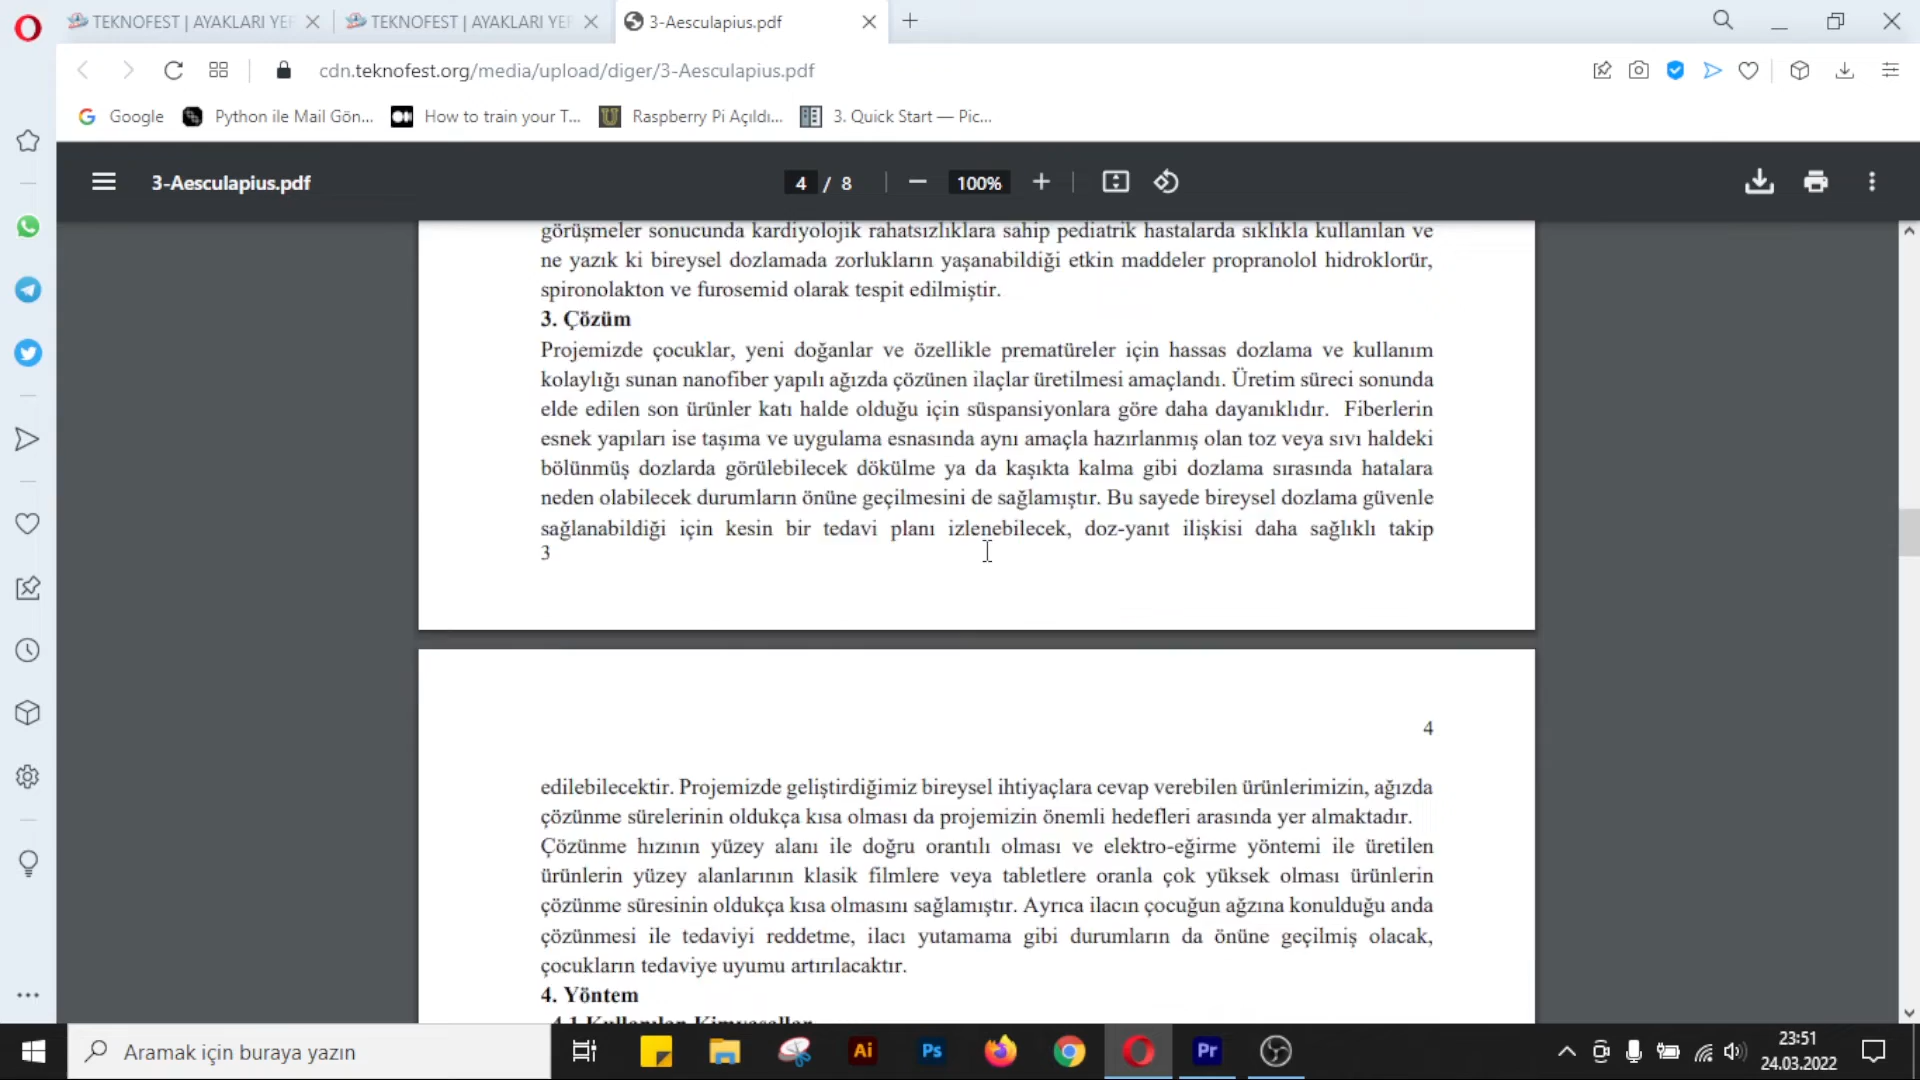 TEKNOFEST | AYAKLARI YER
TEKNOFEST | AYAKLARI YE
3-Aesculapius.pdf
cdn.teknofest.org/media/upload/diger/3-Aesculapius.pdf
Google
Python ile Mail Gön...
How to train your T...
Raspberry Pi Açıldı...
3. Quick Start — Pic...
3-Aesculapius.pdf
4 / 8
100%
görüşmeler sonucunda kardiyolojik rahatsızlıklara sahip pediatrik hastalarda sıklıkla kullanılan ve
ne yazık ki bireysel dozlamada zorlukların yaşanabildiği etkin maddeler propranolol hidroklorür,
spironolakton ve furosemid olarak tespit edilmiştir.
3. Çözüm
Projemizde çocuklar, yeni doğanlar ve özellikle prematüreler için hassas dozlama ve kullanım
kolaylığı sunan nanofiber yapılı ağızda çözünen ilaçlar üretilmesi amaçlandı. Üretim süreci sonunda
elde edilen son ürünler katı halde olduğu için süspansiyonlara göre daha dayanıklıdır. Fiberlerin
esnek yapıları ise taşıma ve uygulama esnasında aynı amaçla hazırlanmış olan toz veya sıvı haldeki
bölünmüş dozlarda görülebilecek dökülme ya da kaşıkta kalma gibi dozlama sırasında hatalara
neden olabilecek durumların önüne geçilmesini de sağlamıştır. Bu sayede bireysel dozlama güvenle
sağlanabildiği için kesin bir tedavi planı izlenebilecek, doz-yanıt ilişkisi daha sağlıklı takip
3
4
edilebilecektir. Projemizde geliştirdiğimiz bireysel ihtiyaçlara cevap verebilen ürünlerimizin, ağızda
çözünme sürelerinin oldukça kısa olması da projemizin önemli hedefleri arasında yer almaktadır.
Çözünme hızının yüzey alanı ile doğru orantılı olması ve elektro-eğirme yöntemi ile üretilen
ürünlerin yüzey alanlarının klasik filmlere veya tabletlere oranla çok yüksek olması ürünlerin
çözünme süresinin oldukça kısa olmasını sağlamıştır. Ayrıca ilacın çocuğun ağzına konulduğu anda
çözünmesi ile tedaviyi reddetme, ilacı yutamama gibi durumların da önüne geçilmiş olacak,
çocukların tedaviye uyumu artırılacaktır.
4. Yöntem
4.1 Kullanılan Kimyasallar
Aramak için buraya yazın
Ai
Ps
Pr
23:51
24.03.2022